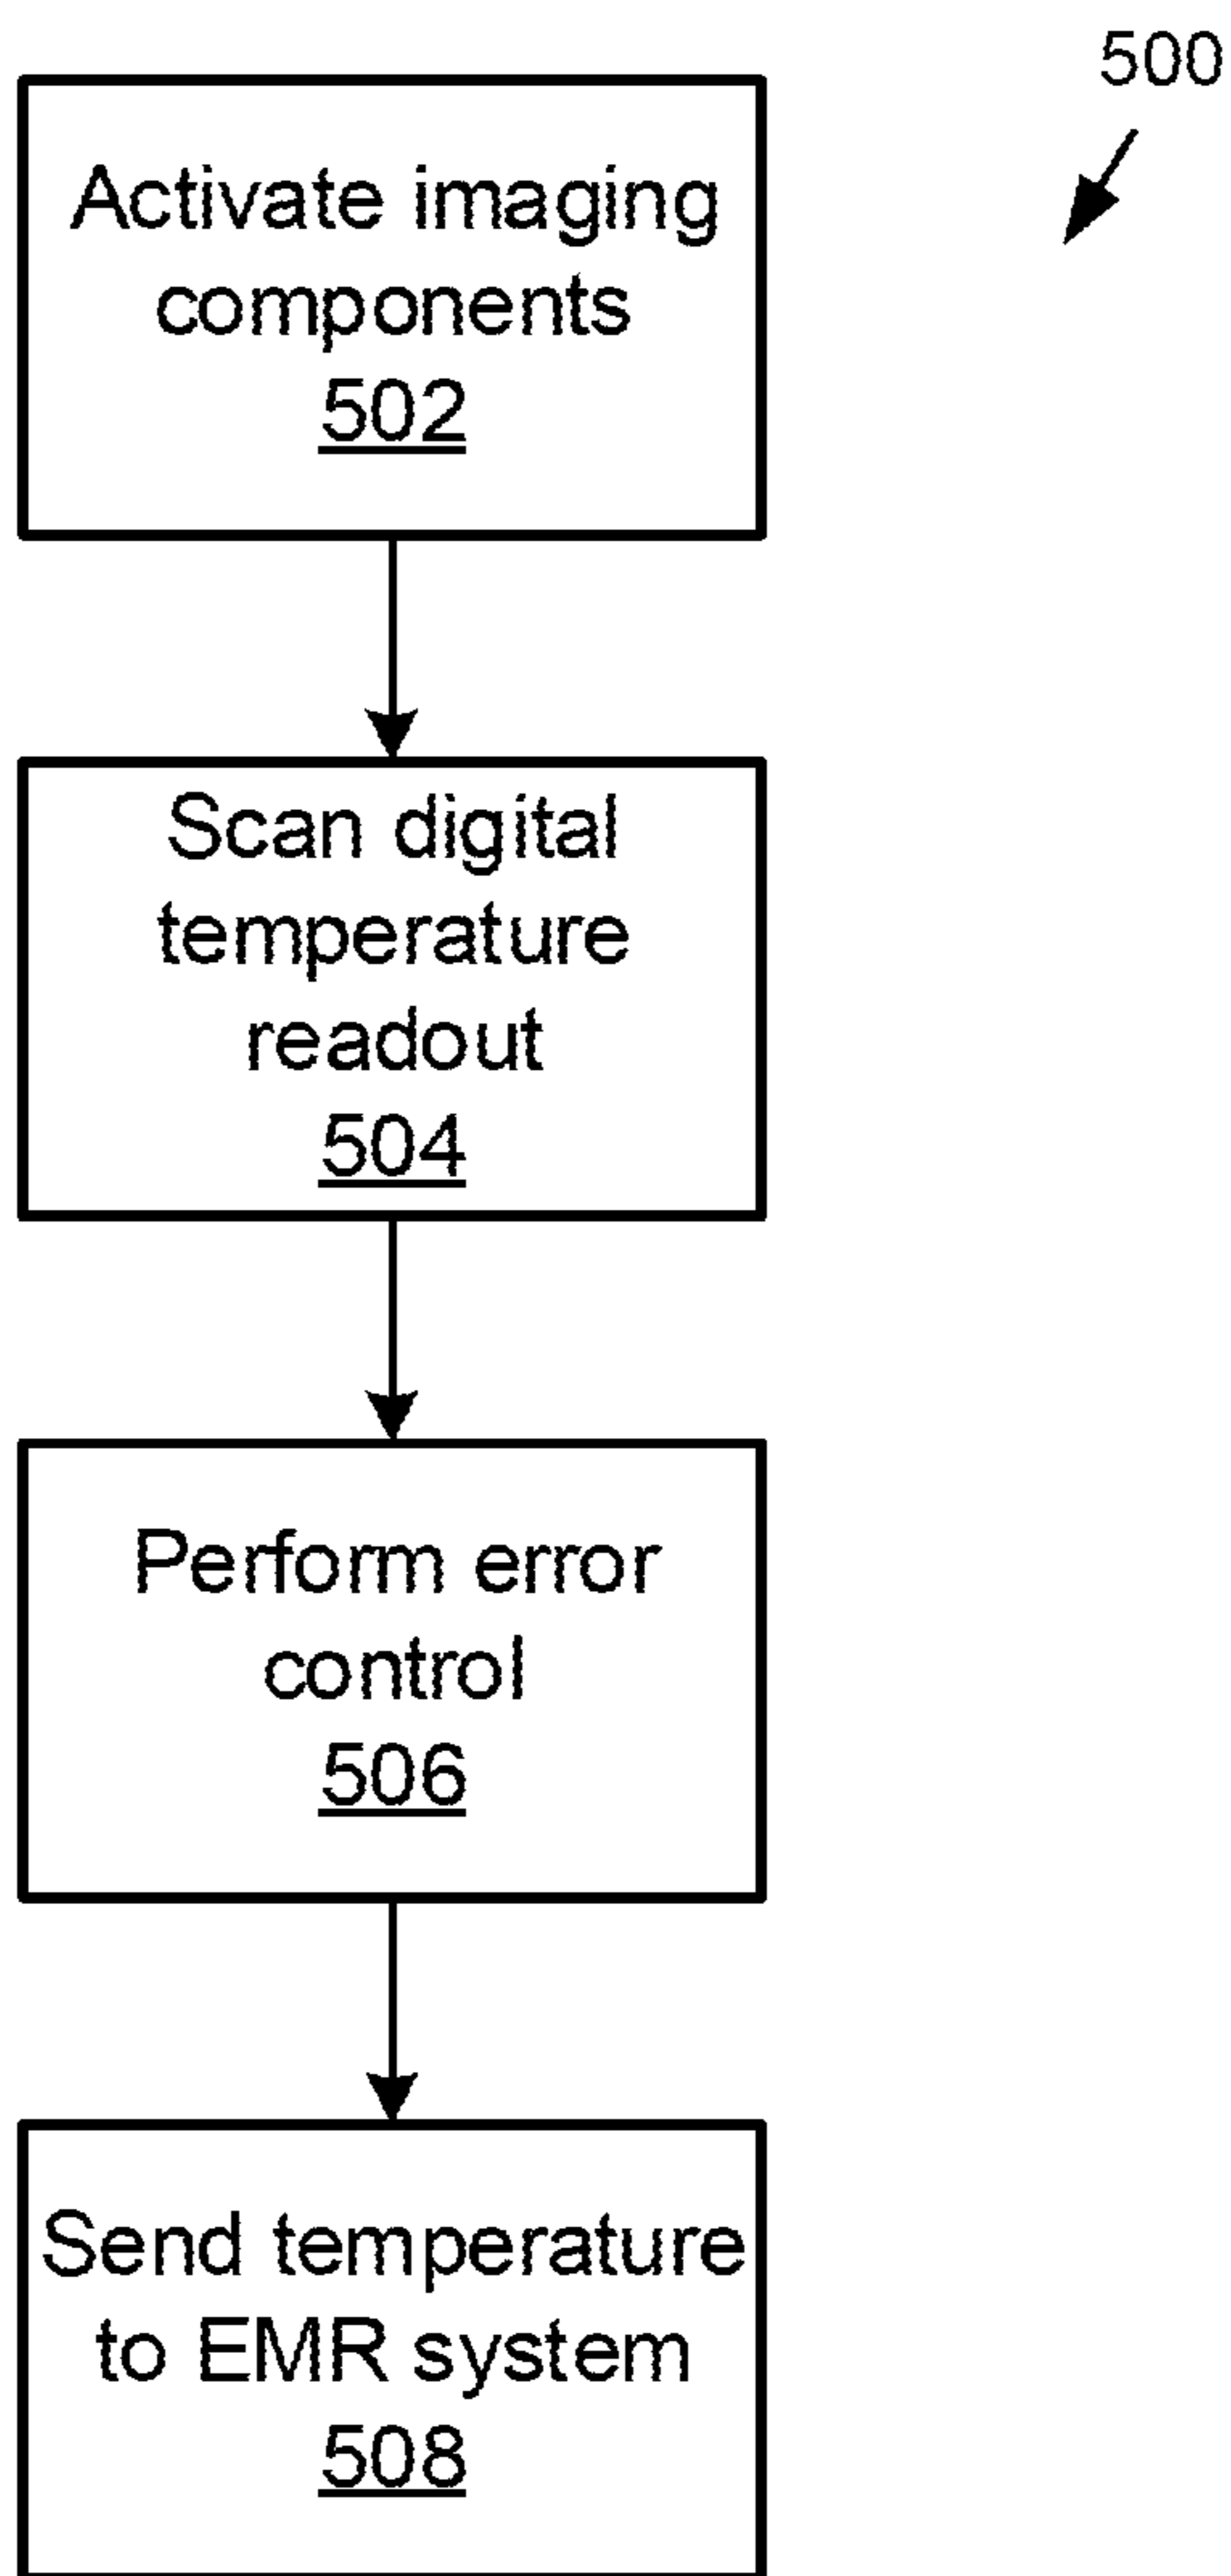 500
Activate imaging
components
502
Scan digital
temperature
readout
504
Perform error
control
506
Send temperature
to EMR system
508